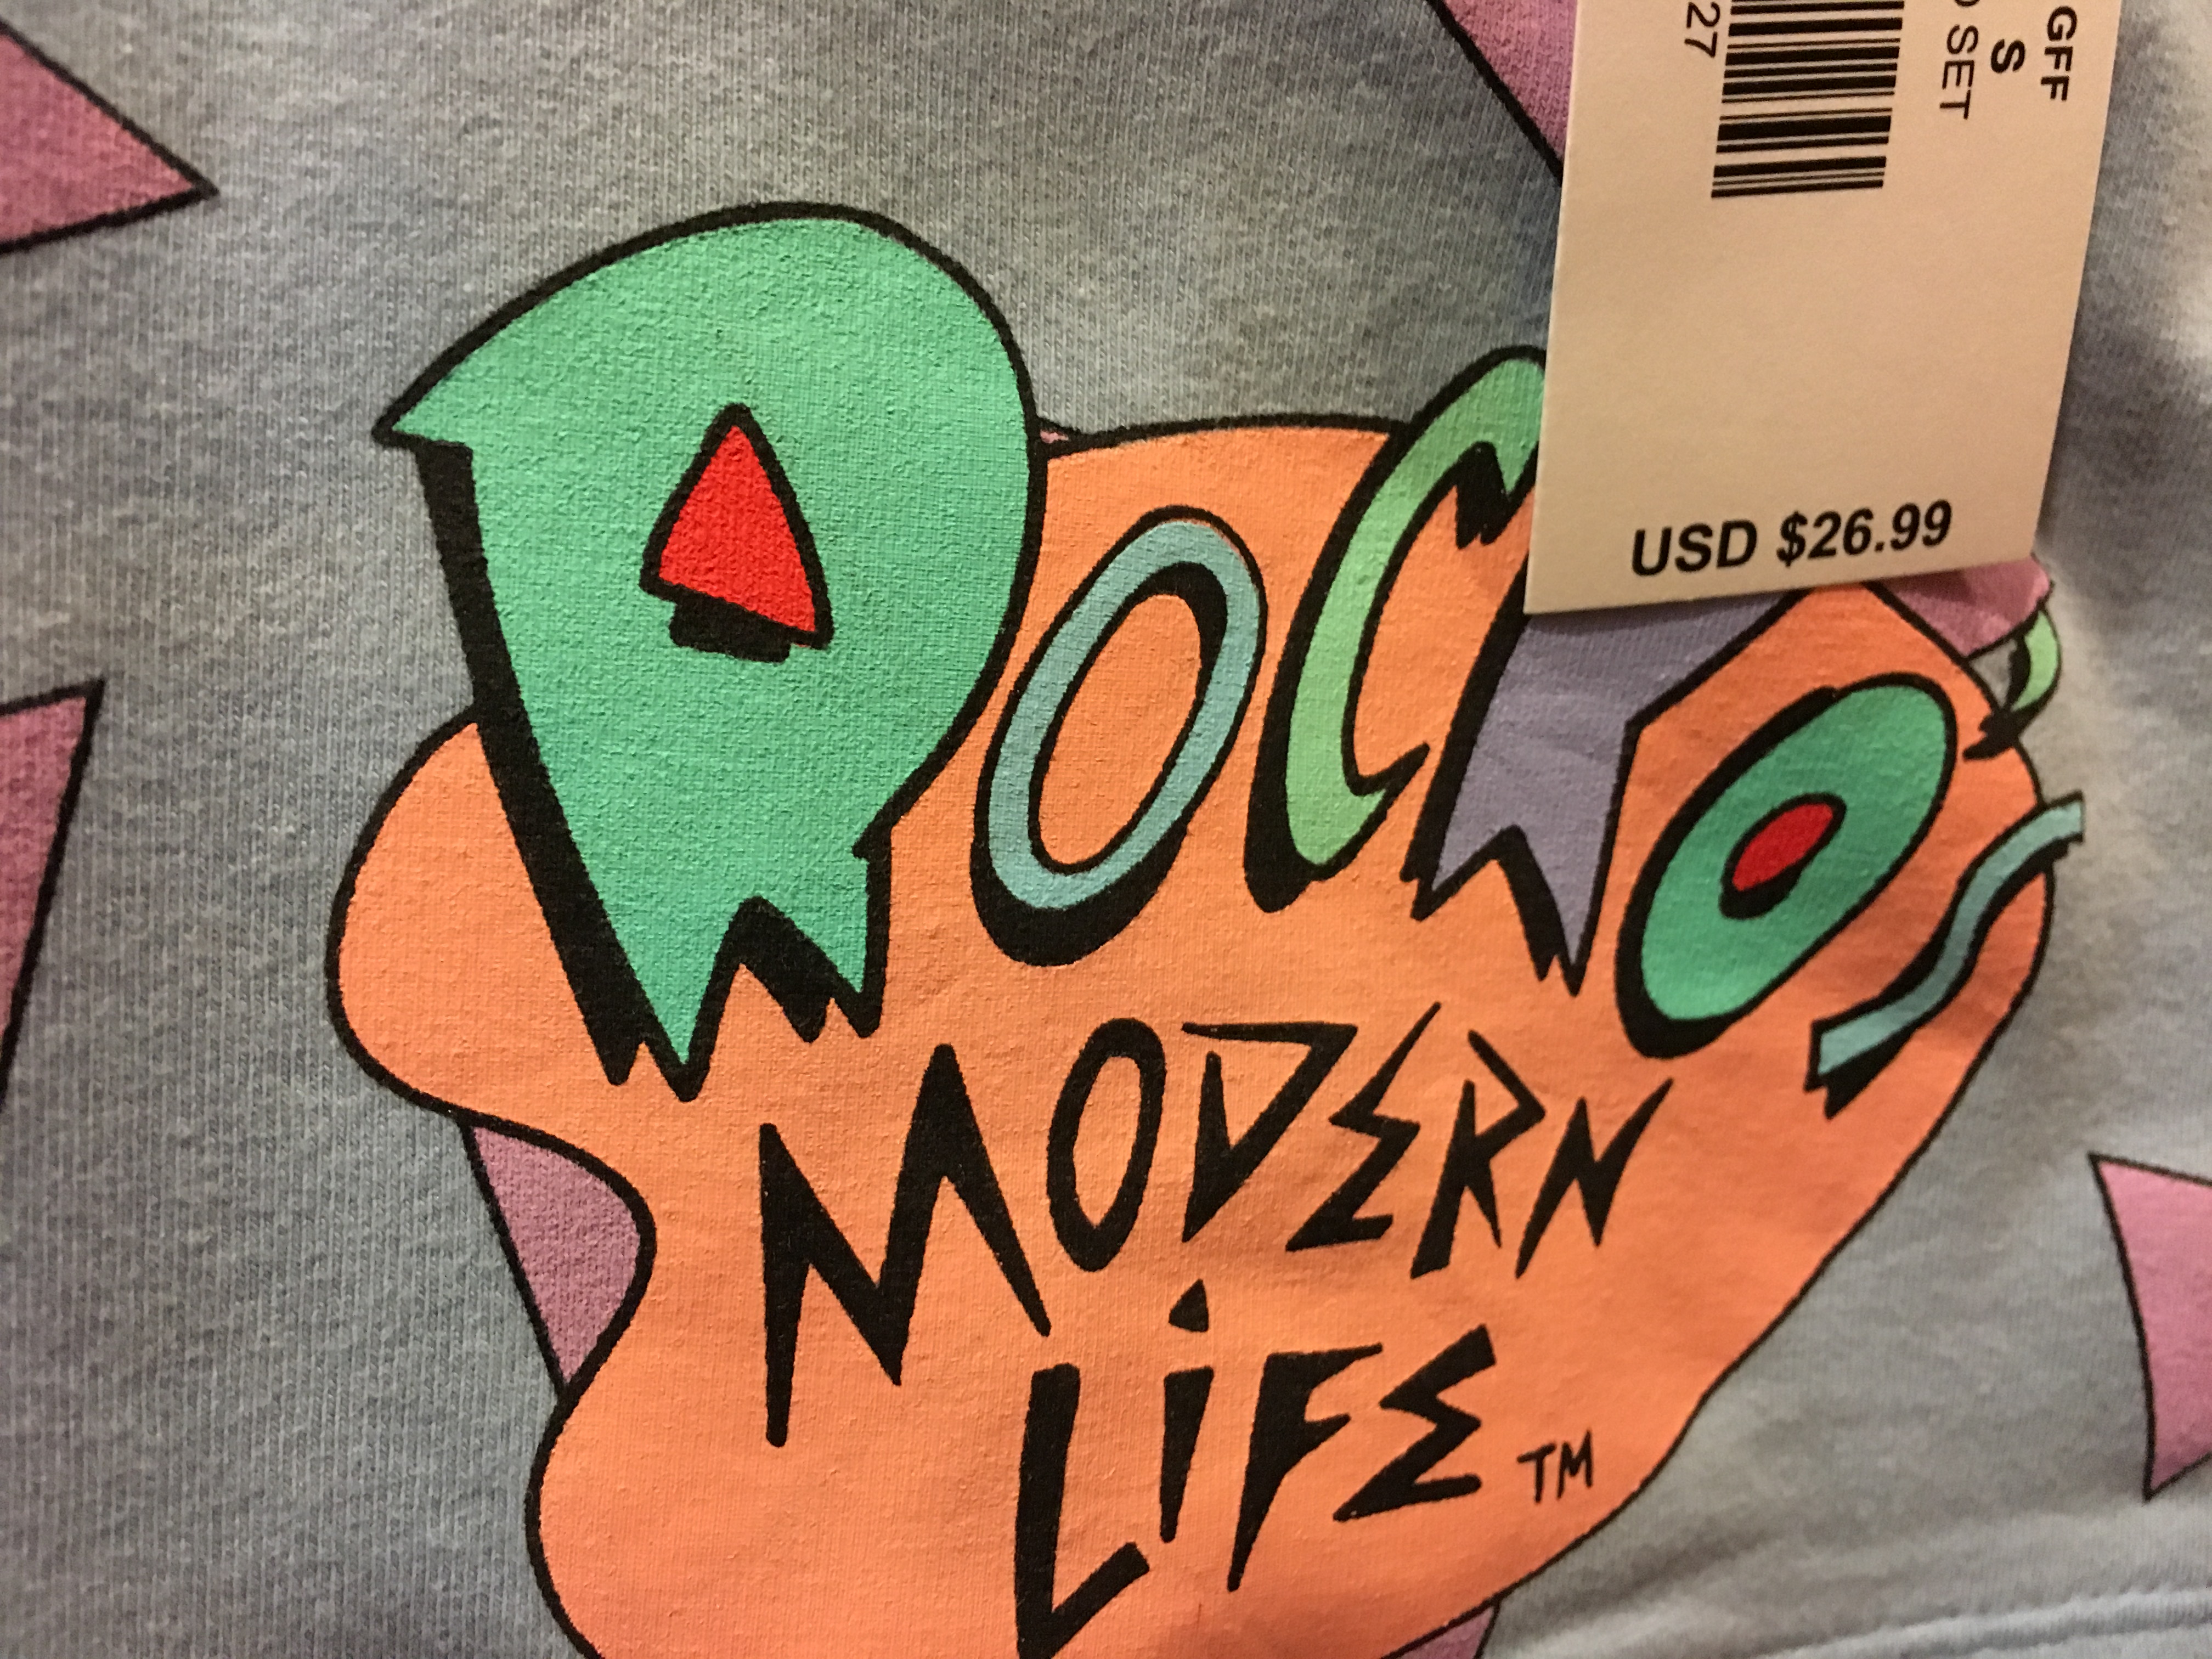 GFF
S
SET
27
USD $26.99
ROCKO'S
MODERN
LiFE TM